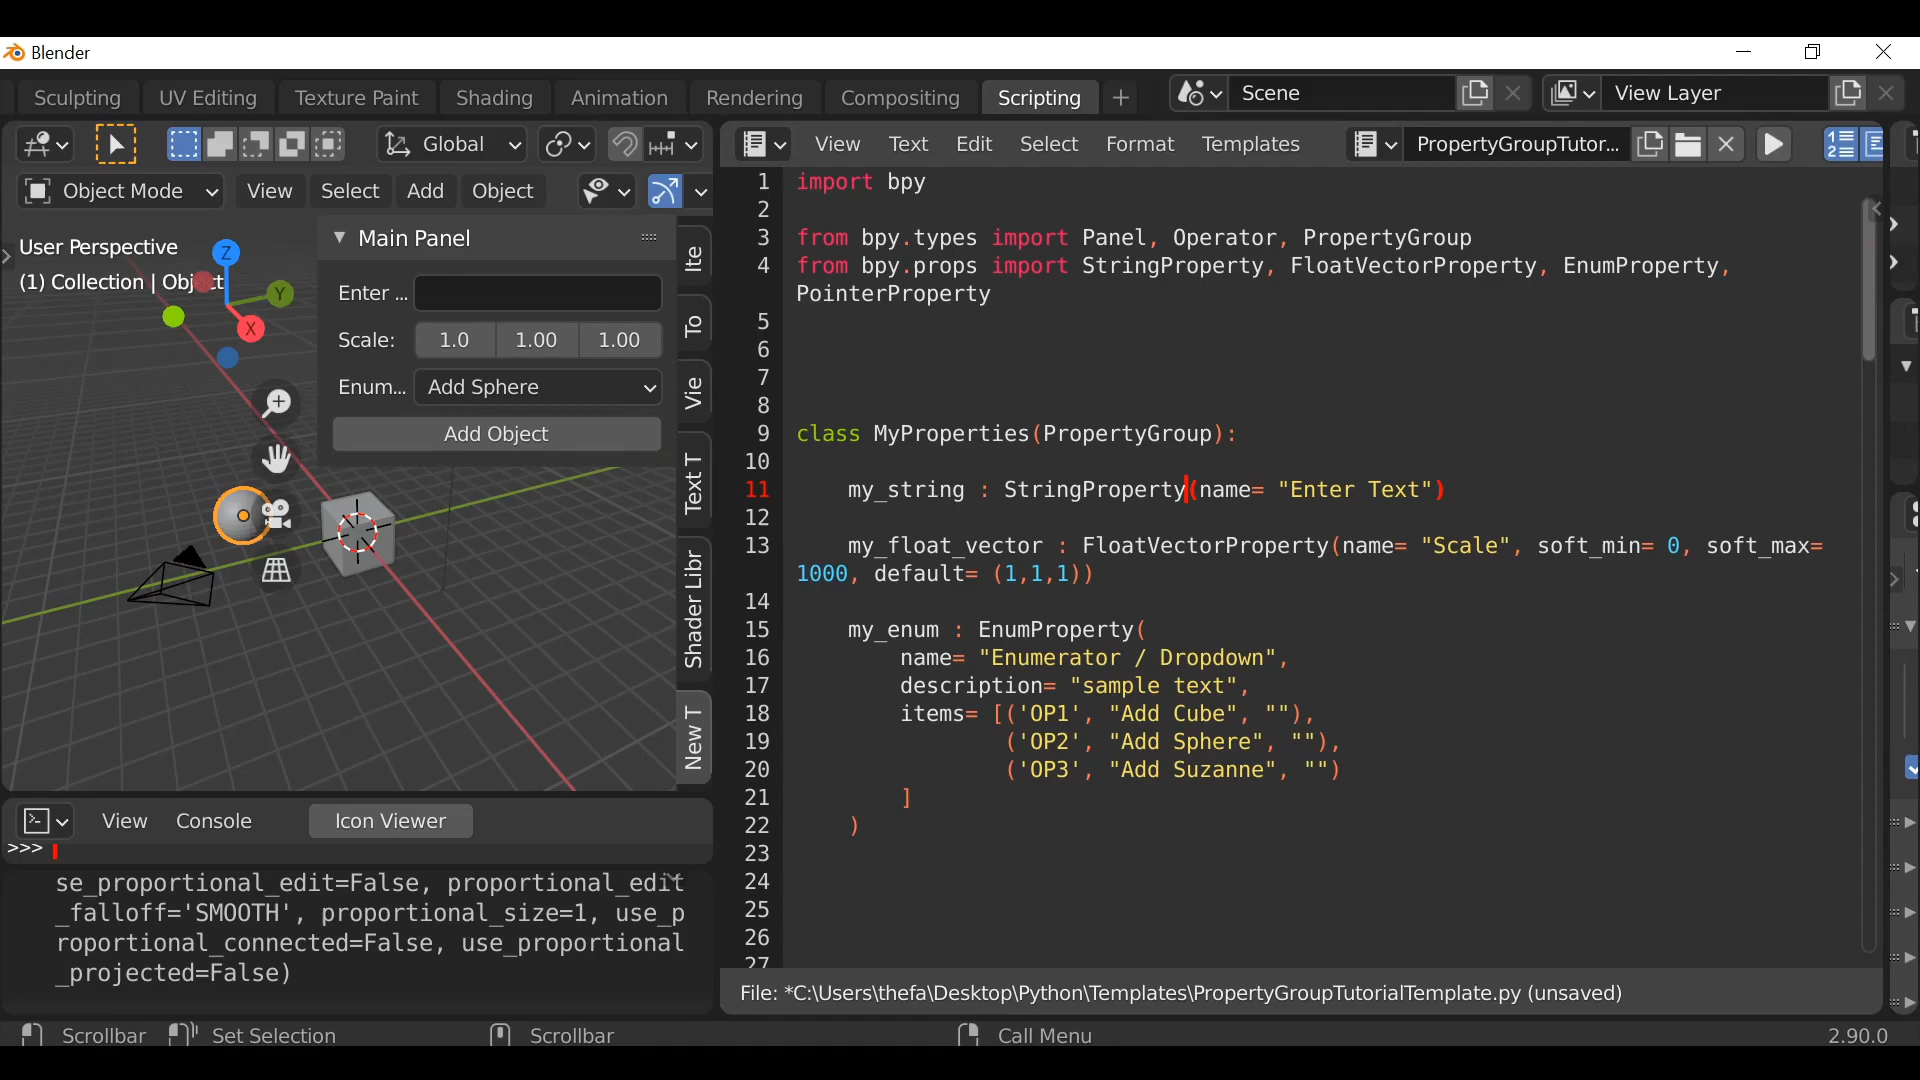 Blender
Sculpting UV Editing Texture Paint Shading Animation Rendering Compositing Scripting + Scene View Layer
Global View Text Edit Select Format Templates PropertyGroupTutor...
Object Mode View Select Add Object
User Perspective
(1) Collection | Object
Z
Y
X
Main Panel
Enter ...
Scale: 1.0 1.00 1.00
Enum... Add Sphere
Add Object
Ite
To
Vie
Text T
Shader Libr
New T
1 import bpy
2
3 from bpy.types import Panel, Operator, PropertyGroup
4 from bpy.props import StringProperty, FloatVectorProperty, EnumProperty,
PointerProperty
5
6
7
8
9 class MyProperties(PropertyGroup):
10
11 my_string : StringProperty(name= "Enter Text")
12
13 my_float_vector : FloatVectorProperty(name= "Scale", soft_min= 0, soft_max=
1000, default= (1,1,1))
14
15 my_enum : EnumProperty(
16 name= "Enumerator / Dropdown",
17 description= "sample text",
18 items= [('OP1', "Add Cube", ""),
19 ('OP2', "Add Sphere", ""),
20 ('OP3', "Add Suzanne", "")
21 ]
22 )
23
24
25
26
27
View Console Icon Viewer
>>>
se_proportional_edit=False, proportional_edit
_falloff='SMOOTH', proportional_size=1, use_p
roportional_connected=False, use_proportional
_projected=False)
File: *C:\Users\thefa\Desktop\Python\Templates\PropertyGroupTutorialTemplate.py (unsaved)
Scrollbar Set Selection Scrollbar Call Menu 2.90.0